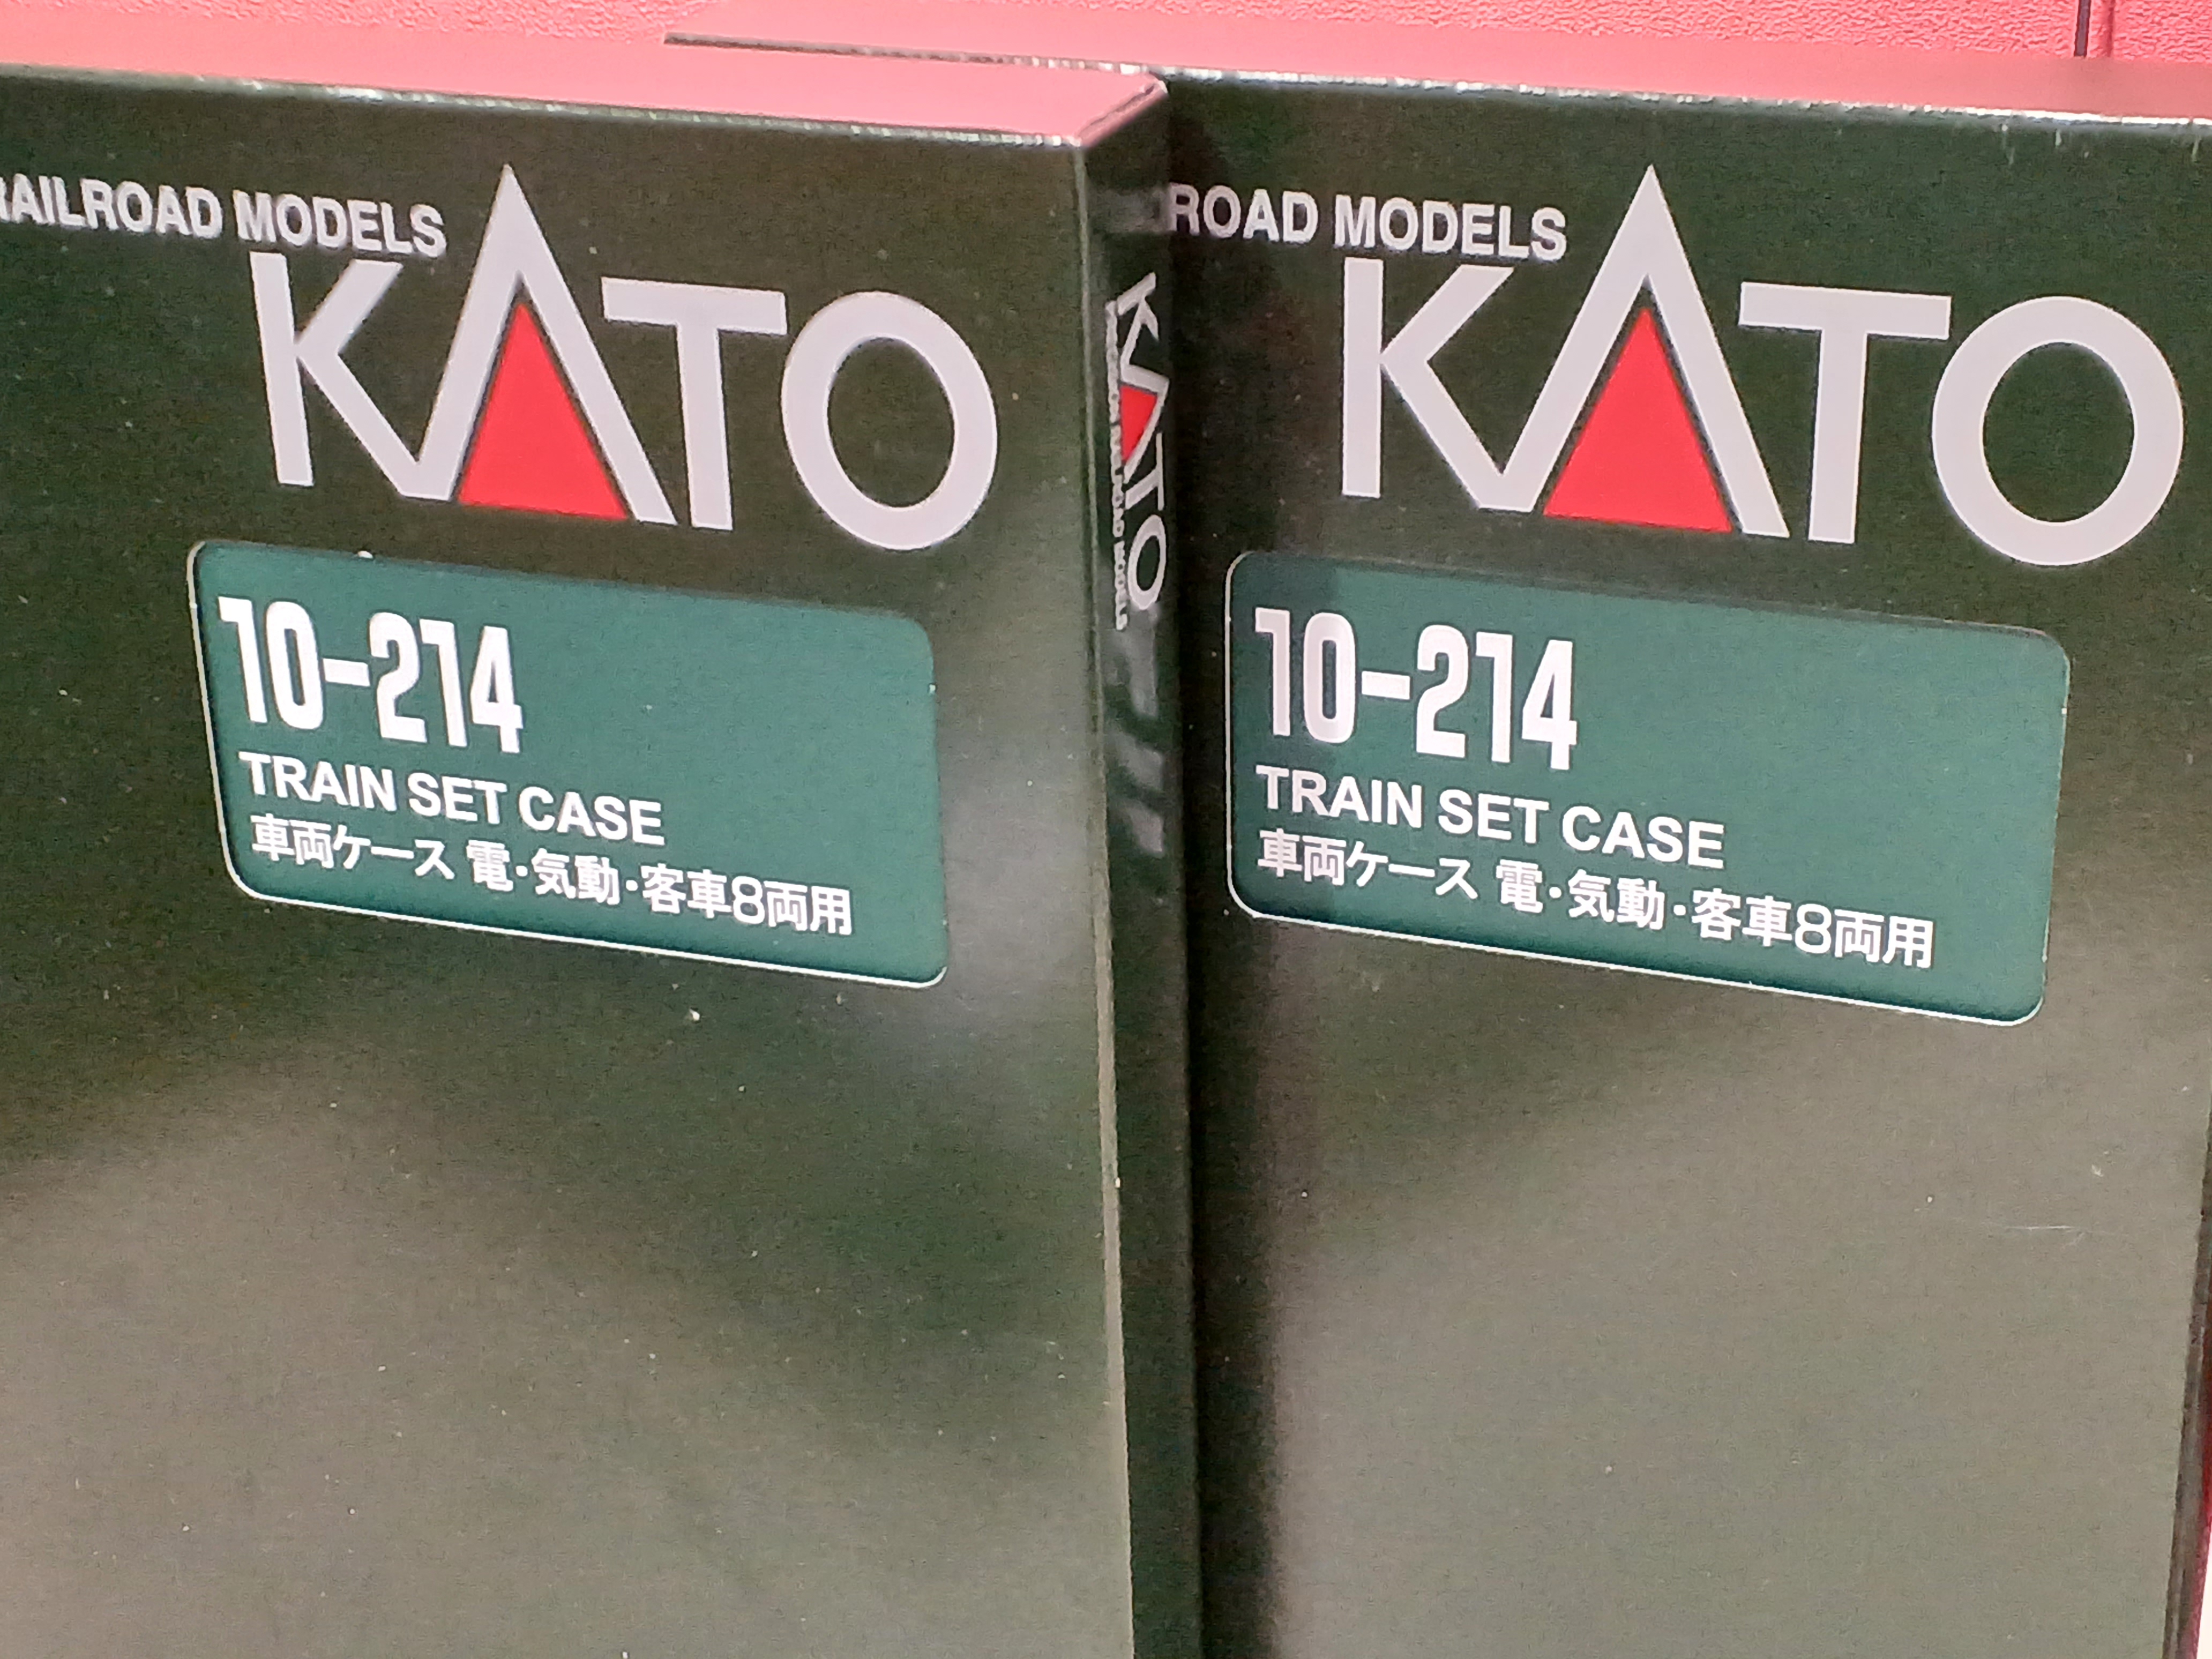 RAILROAD MODELS
KATO
10-214
TRAIN SET CASE
車両ケース 電・気動・客車8両用
KATO
ROAD MODELS
KATO
10-214
TRAIN SET CASE
車両ケース 電・気動・客車8両用